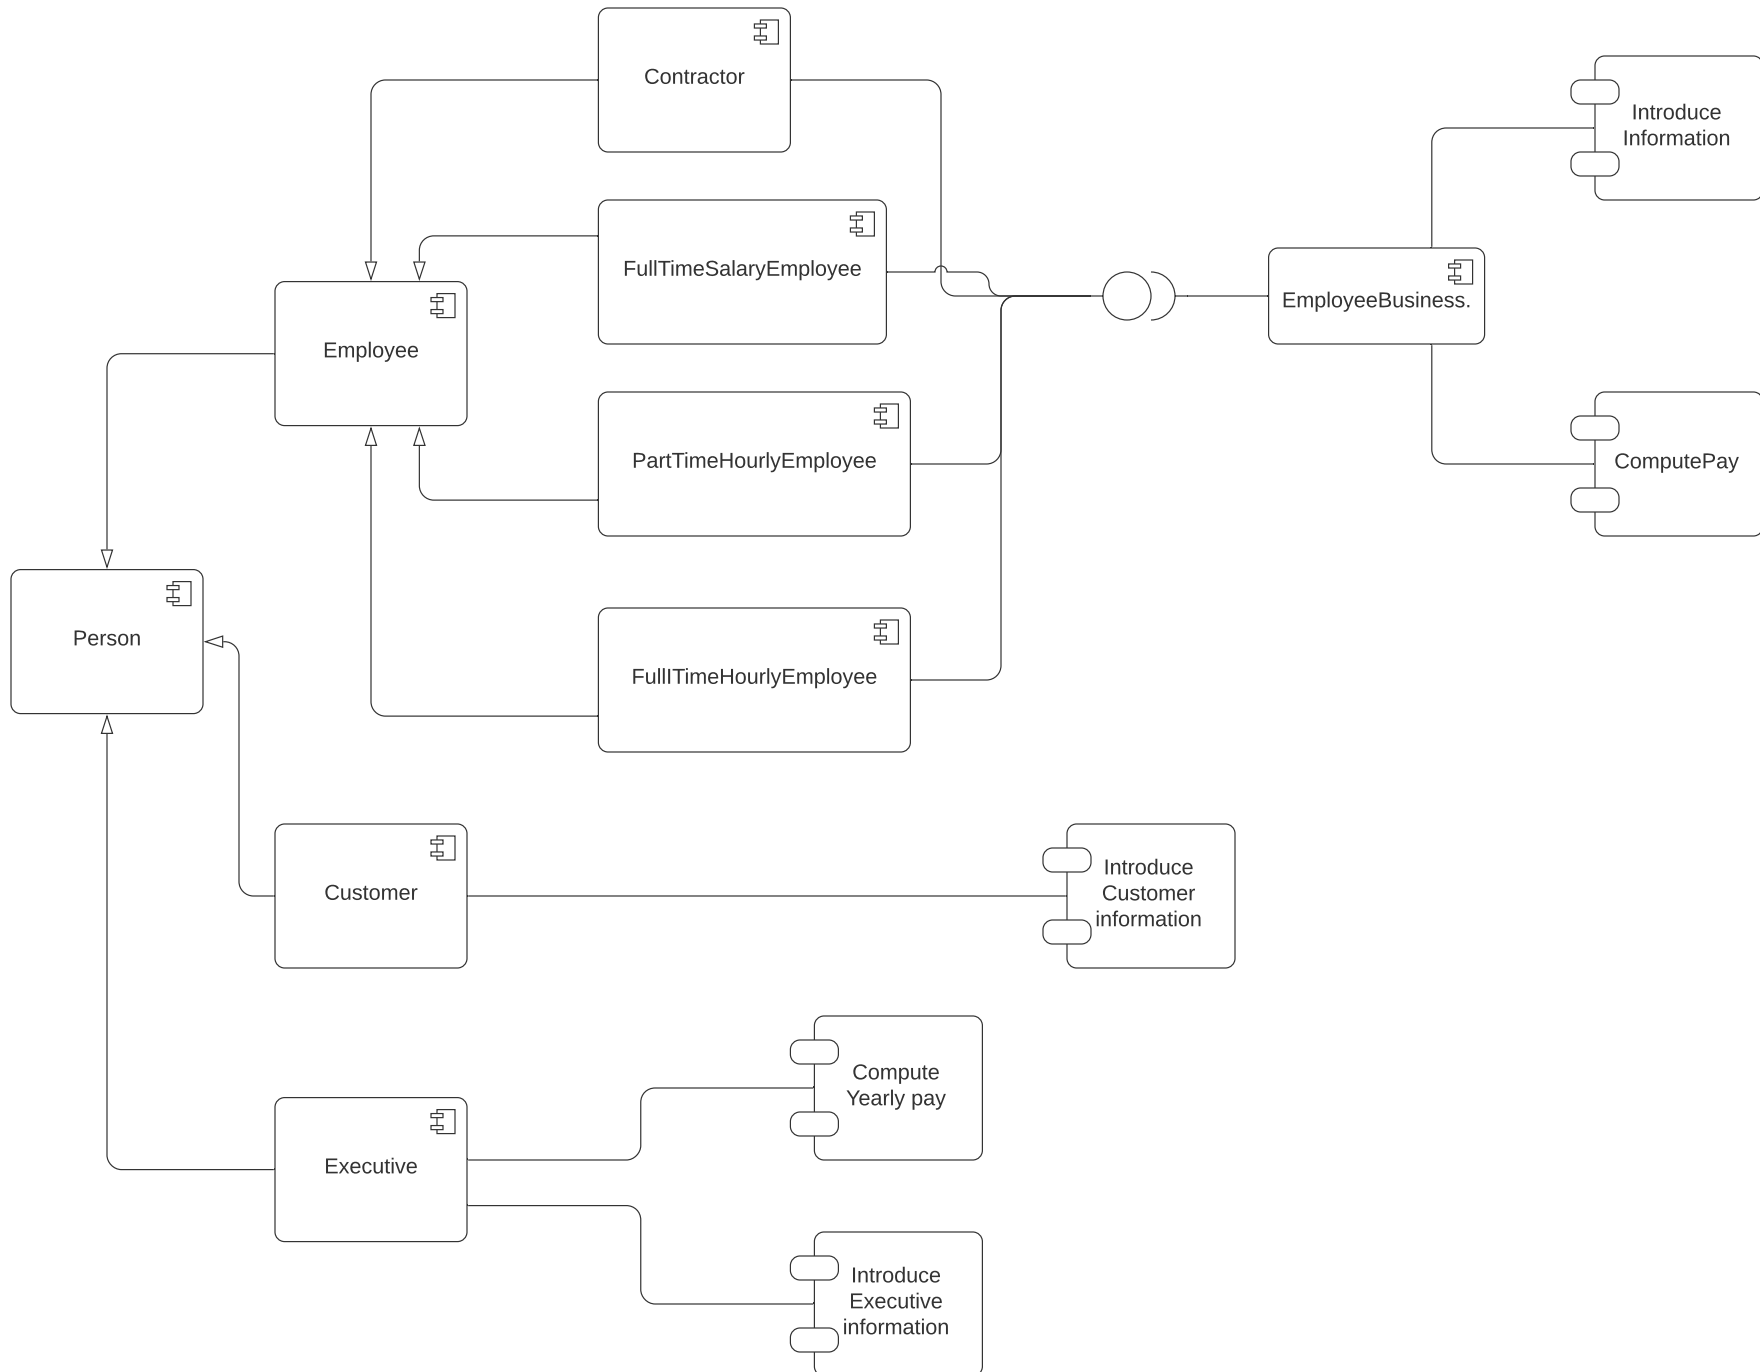 Contractor
Introduce
Information
FullTimeSalaryEmployee
EmployeeBusiness.
Employee
PartTimeHourlyEmployee
ComputePay
Person
FullITimeHourlyEmployee
Customer
Introduce
Customer
information
Compute
Yearly pay
Executive
Introduce
Executive
information